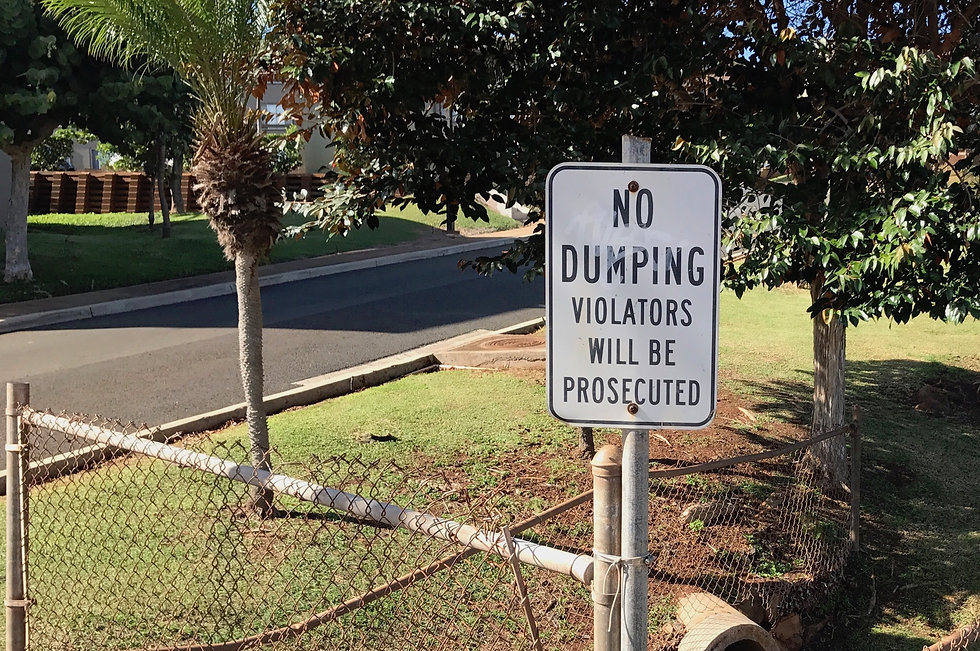 NO
DUMPING
VIOLATORS
WILL BE
PROSECUTED